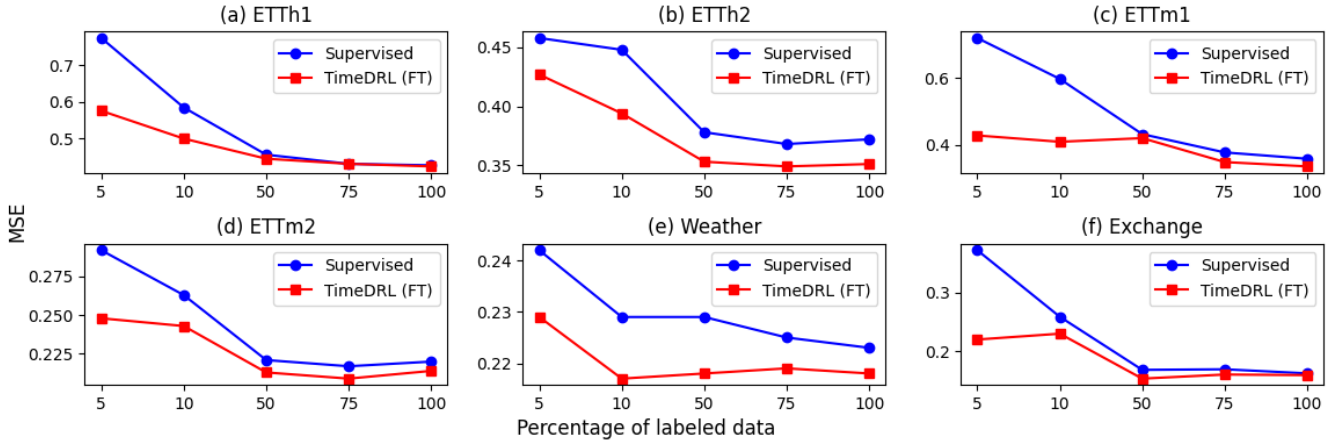 (a) ETTh1
Supervised
TimeDRL (FT)
0.7
0.6
0.5
5 10 50 75 100
(b) ETTh2
Supervised
TimeDRL (FT)
0.45
0.40
0.35
5 10 50 75 100
(c) ETTm1
Supervised
TimeDRL (FT)
0.6
0.4
5 10 50 75 100
MSE
(d) ETTm2
Supervised
TimeDRL (FT)
0.275
0.250
0.225
5 10 50 75 100
(e) Weather
Supervised
TimeDRL (FT)
0.24
0.23
0.22
5 10 50 75 100
(f) Exchange
Supervised
TimeDRL (FT)
0.3
0.2
5 10 50 75 100
Percentage of labeled data